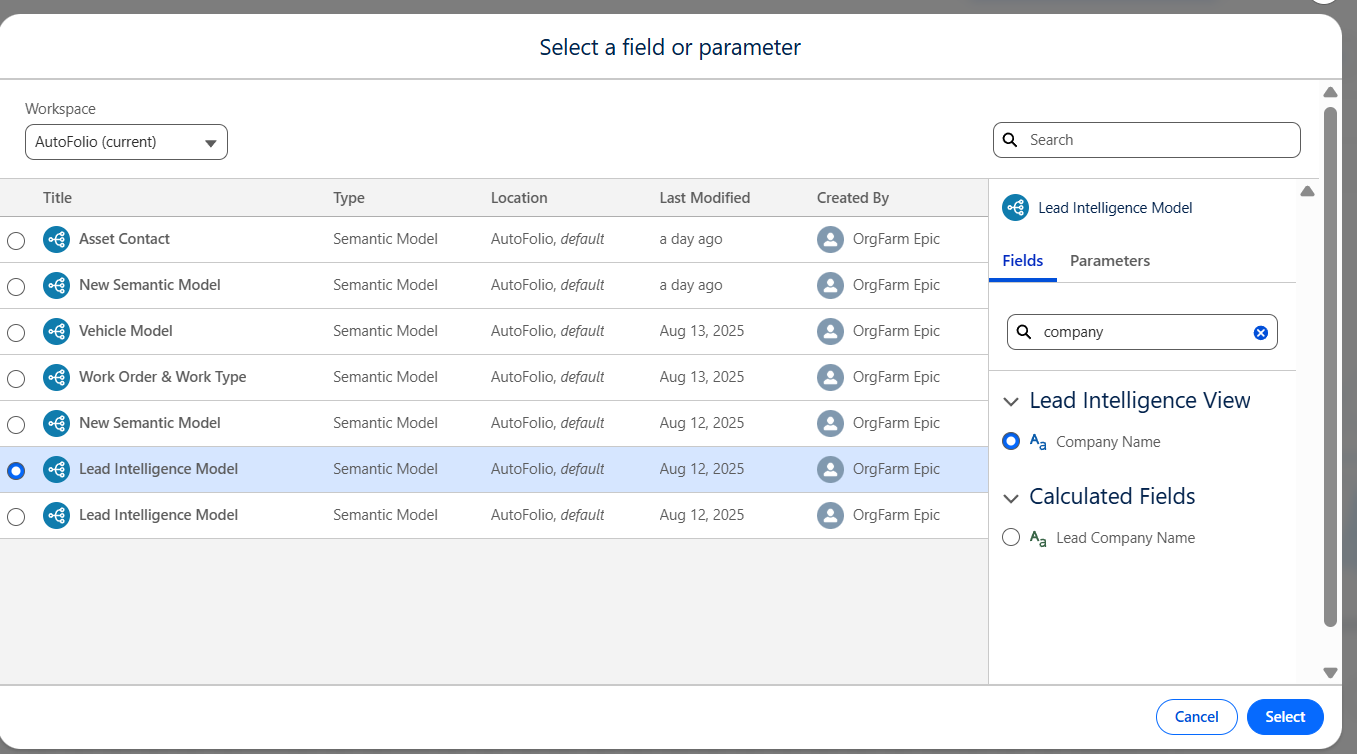 Select a field or parameter
Workspace
AutoFolio (current)
Search
Title Type Location Last Modified Created By
Asset Contact Semantic Model AutoFolio, default a day ago OrgFarm Epic
New Semantic Model Semantic Model AutoFolio, default a day ago OrgFarm Epic
Vehicle Model Semantic Model AutoFolio, default Aug 13, 2025 OrgFarm Epic
Work Order & Work Type Semantic Model AutoFolio, default Aug 13, 2025 OrgFarm Epic
New Semantic Model Semantic Model AutoFolio, default Aug 12, 2025 OrgFarm Epic
Lead Intelligence Model Semantic Model AutoFolio, default Aug 12, 2025 OrgFarm Epic
Lead Intelligence Model Semantic Model AutoFolio, default Aug 12, 2025 OrgFarm Epic
Lead Intelligence Model
Fields Parameters
company
Lead Intelligence View
Aa Company Name
Calculated Fields
Aa Lead Company Name
Cancel Select